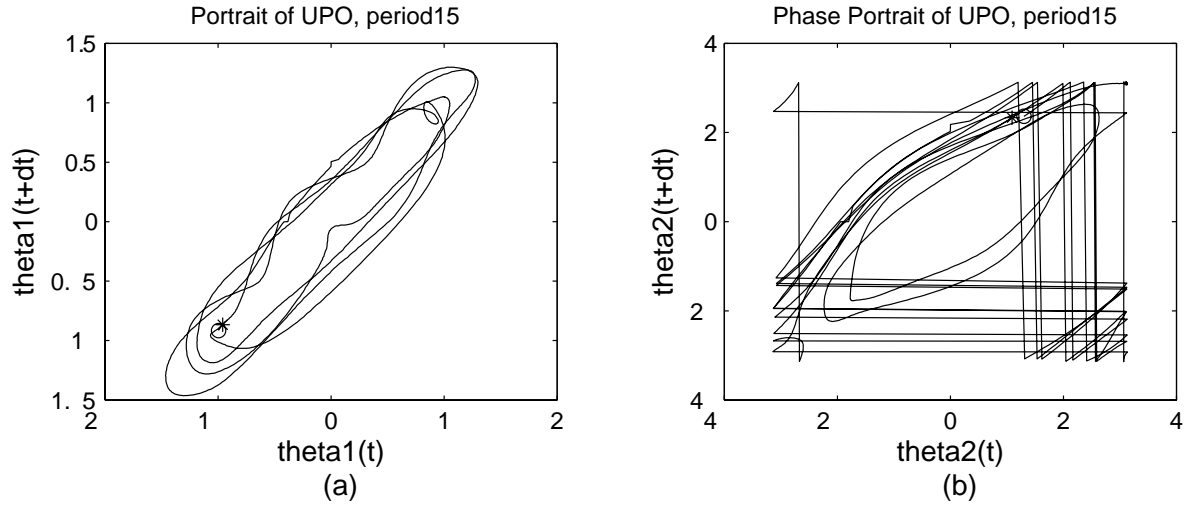 Portrait of UPO, period15
1.5
1
0.5
0
0. 5
1
1. 5
2
1
0
1
2
theta1(t+dt)
theta1(t)
(a)
Phase Portrait of UPO, period15
4
2
0
2
4
4
2
0
2
4
theta2(t+dt)
theta2(t)
(b)